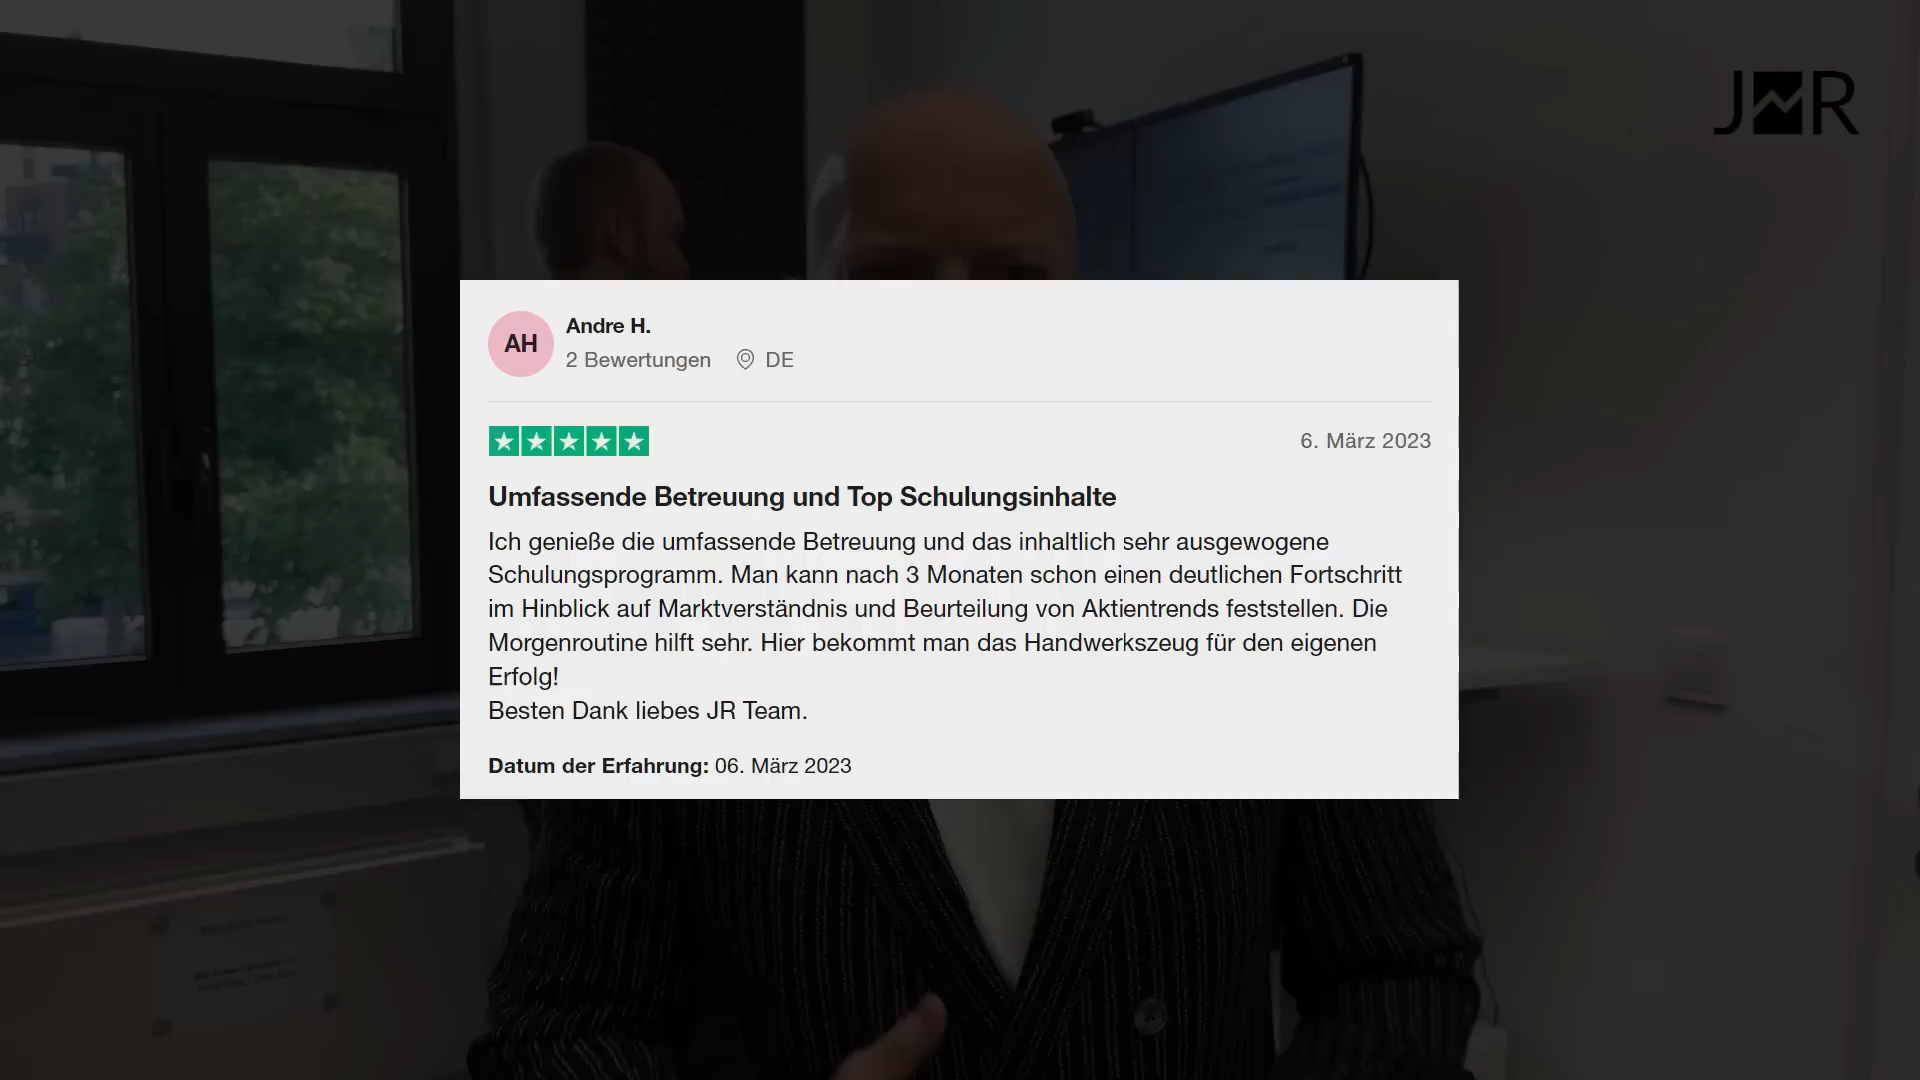 JR
AH
Andre H.
2 Bewertungen DE
6. März 2023
Umfassende Betreuung und Top Schulungsinhalte
Ich genieße die umfassende Betreuung und das inhaltlich sehr ausgewogene
Schulungsprogramm. Man kann nach 3 Monaten schon einen deutlichen Fortschritt
im Hinblick auf Marktverständnis und Beurteilung von Aktientrends feststellen. Die
Morgenroutine hilft sehr. Hier bekommt man das Handwerkszeug für den eigenen
Erfolg!
Besten Dank liebes JR Team.
Datum der Erfahrung: 06. März 2023